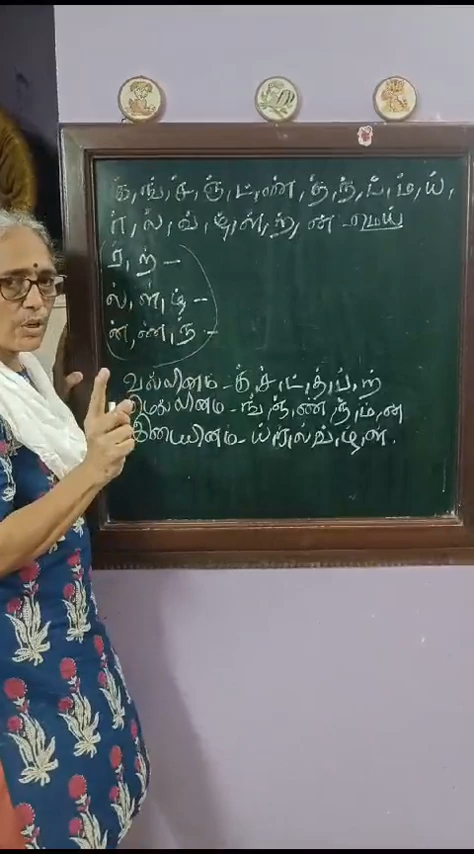 க்,ங்,ச்,ஞ்,ட்,ண்,த்,ந்,ப்,ம்,ய்,
ர்,ல்,வ்,ழ்,ள்,ற்,ன் - மெய்
ர், ற் -
ல், ள், ழ் -
ன், ண், ந் -
வல்லினம் - க், ச், ட், த், ப், ற்
மெல்லினம் - ங், ஞ், ண், ந், ம், ன்
இடையினம் - ய், ர், ல், வ், ழ், ள்.